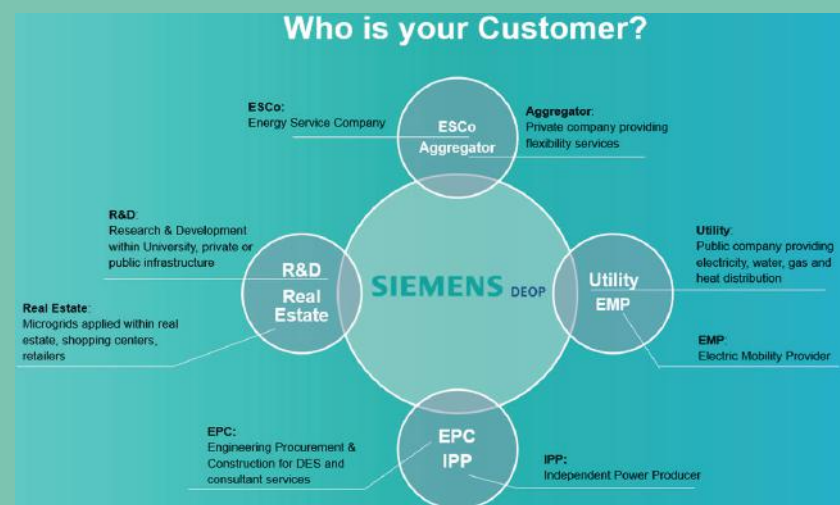 Who is your Customer?
ESCo:
Energy Service Company
ESCo
Aggregator
Aggregator:
Private company providing
flexibility services
R&D:
Research & Development
within University, private or
public infrastructure
R&D
Real
Estate
Real Estate:
Microgrids applied within real
estate, shopping centers,
retailers
SIEMENS DEOP
Utility
EMP
Utility:
Public company providing
electricity, water, gas and
heat distribution
EMP:
Electric Mobility Provider
EPC:
Engineering Procurement &
Construction for DES and
consultant services
EPC
IPP
IPP:
Independent Power Producer